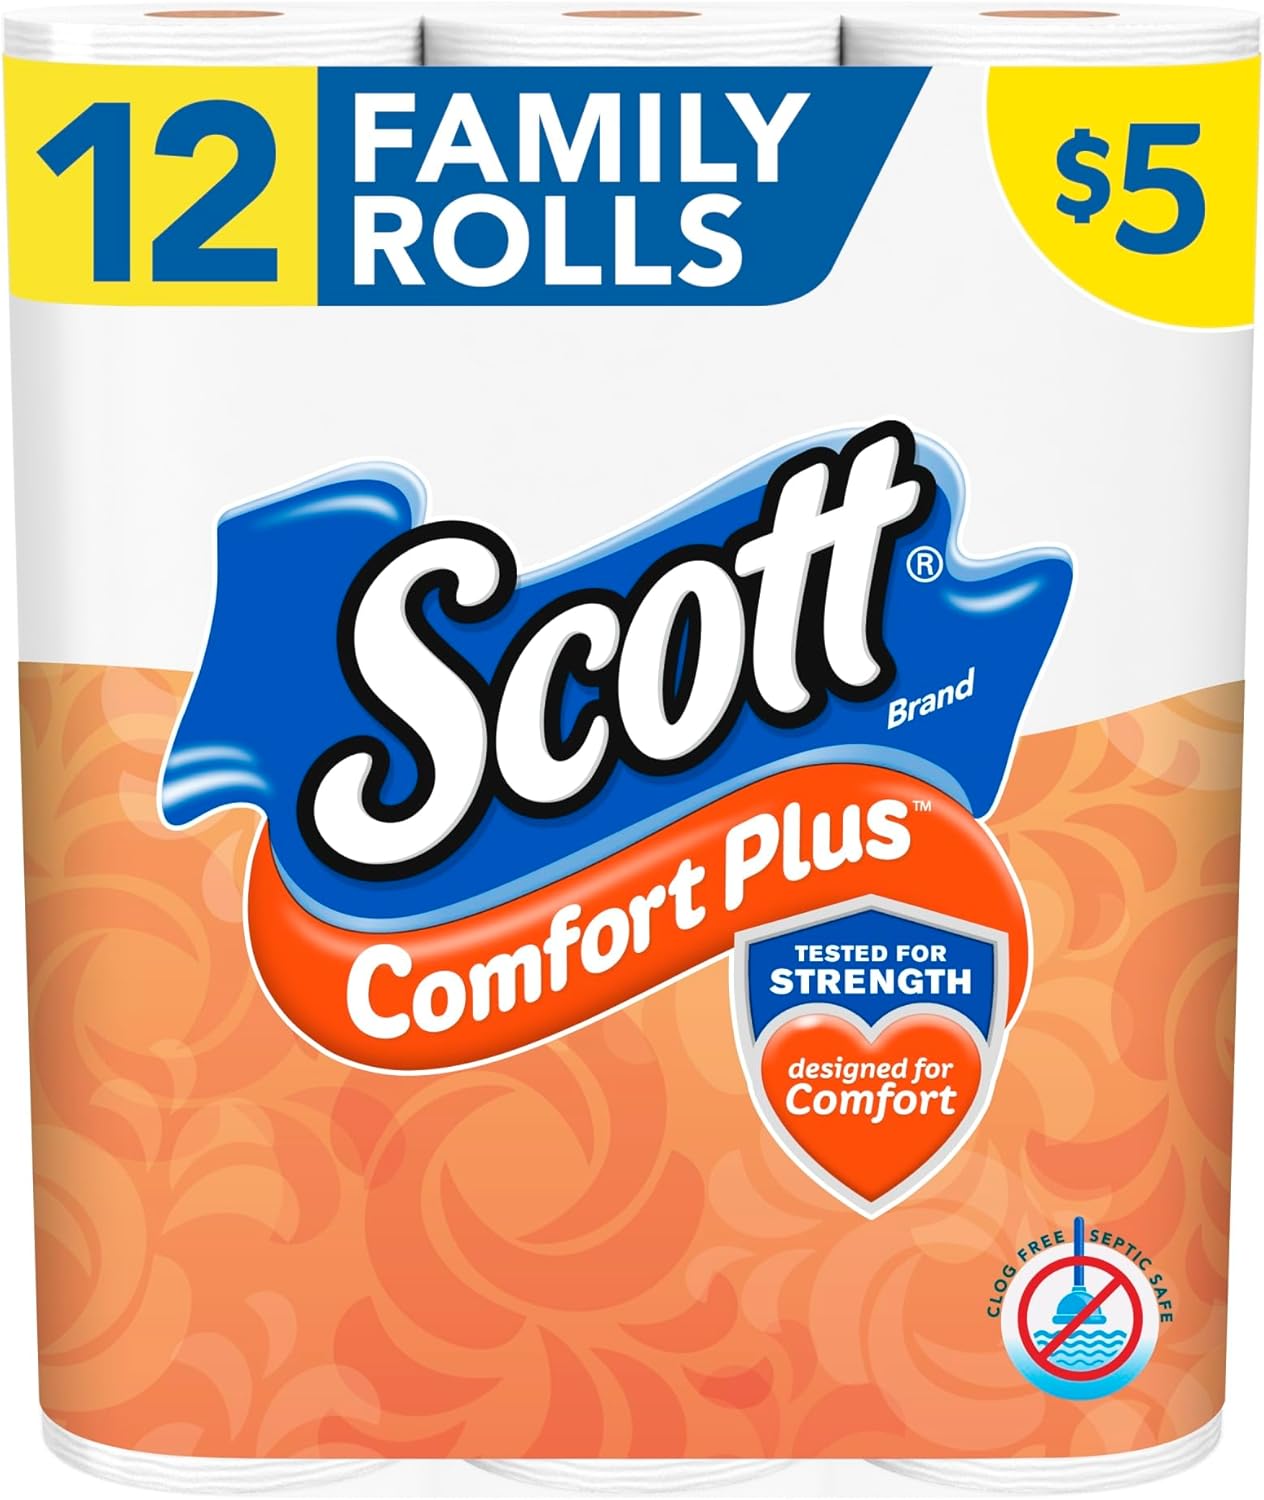 12
FAMILY
ROLLS
$5
Scott®
Brand
Comfort Plus™
TESTED FOR
STRENGTH
designed for
Comfort
CLOG FREE SEPTIC SAFE